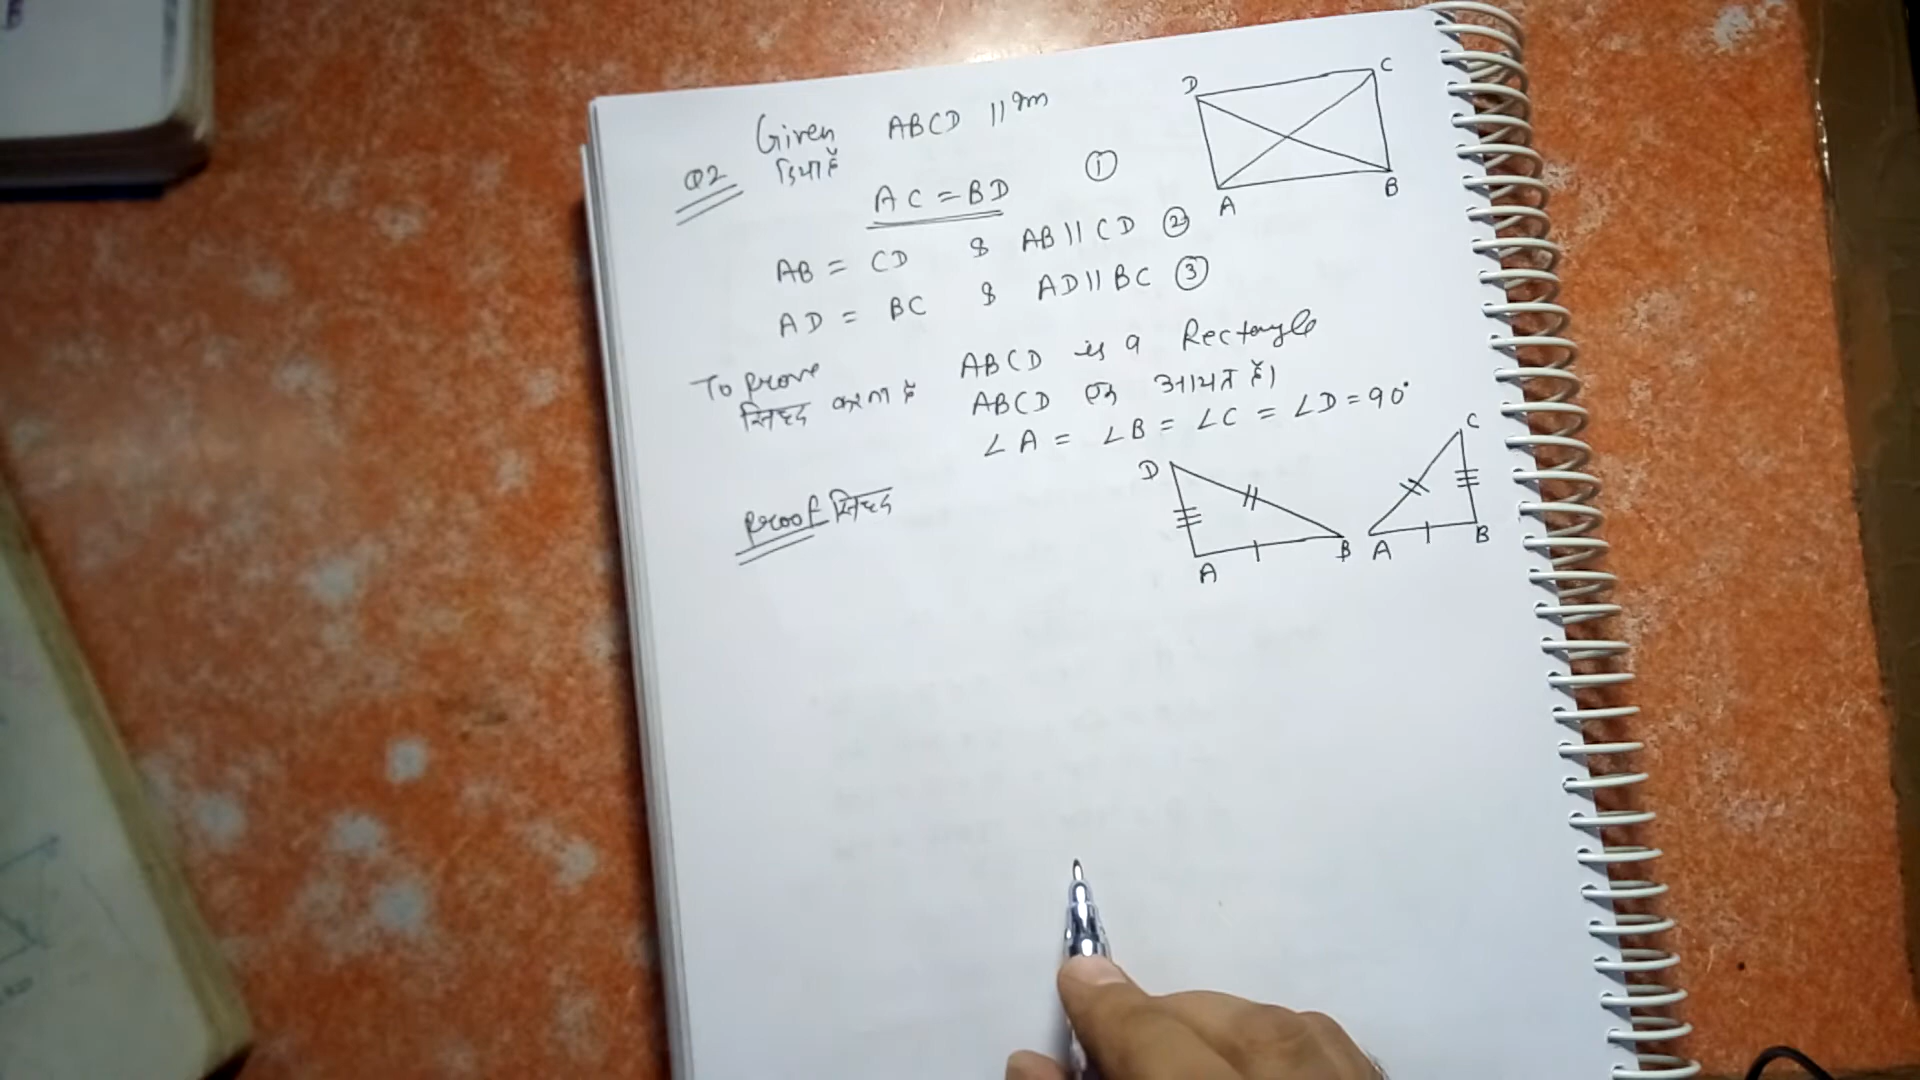 Q2 Given ABCD ||gm
दिया है
AC = BD ①
AB = CD & AB || CD ②
AD = BC & AD || BC ③
To prove ABCD is a Rectangle
सिद्ध करना है ABCD एक आयत है।
∠A = ∠B = ∠C = ∠D = 90°
Proof सिद्ध
D C
A B
D
A B
C
A B